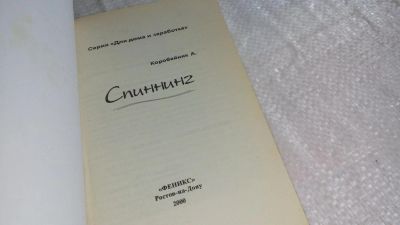 Серия «Для дома и заработка»
Коробейник А.
Спиннинг
«ФЕНИКС»
Ростов-на-Дону
2000